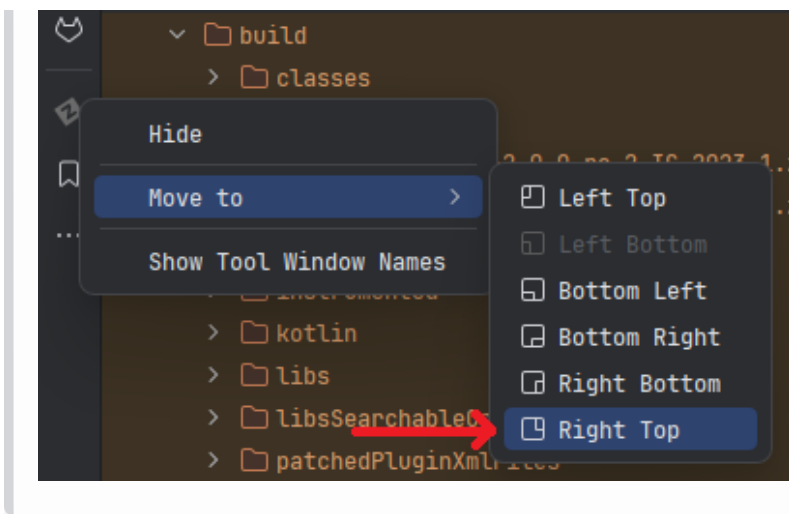 build
classes
Hide
Move to
Show Tool Window Names
kotlin
libs
Left Top
Left Bottom
Bottom Left
Bottom Right
Right Bottom
Right Top